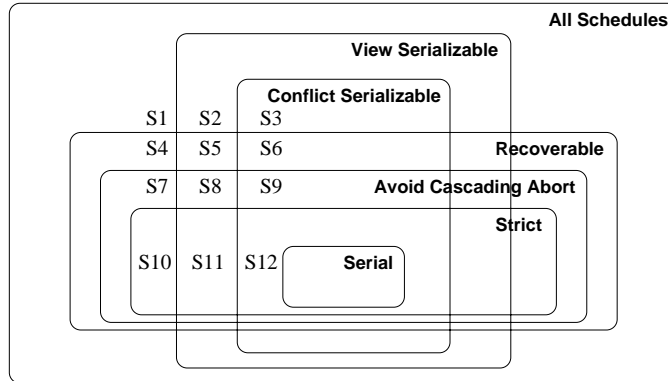 All Schedules
View Serializable
Conflict Serializable
S1 S2 S3
S4 S5 S6 Recoverable
S7 S8 S9 Avoid Cascading Abort
Strict
S10 S11 S12 Serial